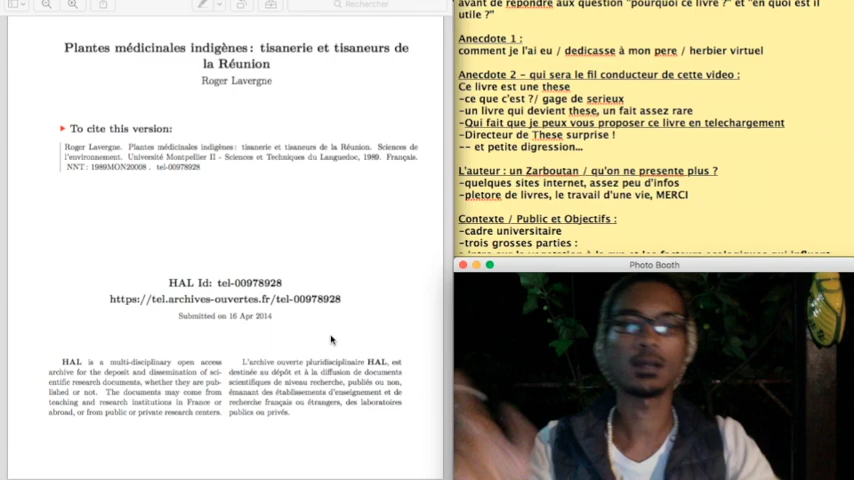 Rechercher
Plantes médicinales indigènes: tisanerie et tisaneurs de
la Réunion
Roger Lavergne
To cite this version:
Roger Lavergne. Plantes médicinales indigènes: tisanerie et tisaneurs de la Réunion. Sciences de
l'environnement. Université Montpellier II - Sciences et Techniques du Languedoc, 1989. Français.
NNT : 1989MON20008 . tel-00978928
HAL Id: tel-00978928
https://tel.archives-ouvertes.fr/tel-00978928
Submitted on 16 Apr 2014
HAL is a multi-disciplinary open access
archive for the deposit and dissemination of sci-
entific research documents, whether they are pub-
lished or not. The documents may come from
teaching and research institutions in France or
abroad, or from public or private research centers.
L'archive ouverte pluridisciplinaire HAL, est
destinée au dépôt et à la diffusion de documents
scientifiques de niveau recherche, publiés ou non,
émanant des établissements d'enseignement et de
recherche français ou étrangers, des laboratoires
publics ou privés.
avant de repondre aux question "pourquoi ce livre ?" et "en quoi est il
utile ?"
Anecdote 1 :
comment je l'ai eu / dedicasse à mon pere / herbier virtuel
Anecdote 2 - qui sera le fil conducteur de cette video :
Ce livre est une these
-ce que c'est ?/ gage de serieux
-un livre qui devient these, un fait assez rare
-Qui fait que je peux vous proposer ce livre en telechargement
-Directeur de These surprise !
-- et petite digression...
L'auteur : un Zarboutan / qu'on ne presente plus ?
-quelques sites internet, assez peu d'infos
-pletore de livres, le travail d'une vie, MERCI
Contexte / Public et Objectifs :
-cadre universitaire
-trois grosses parties :
Photo Booth